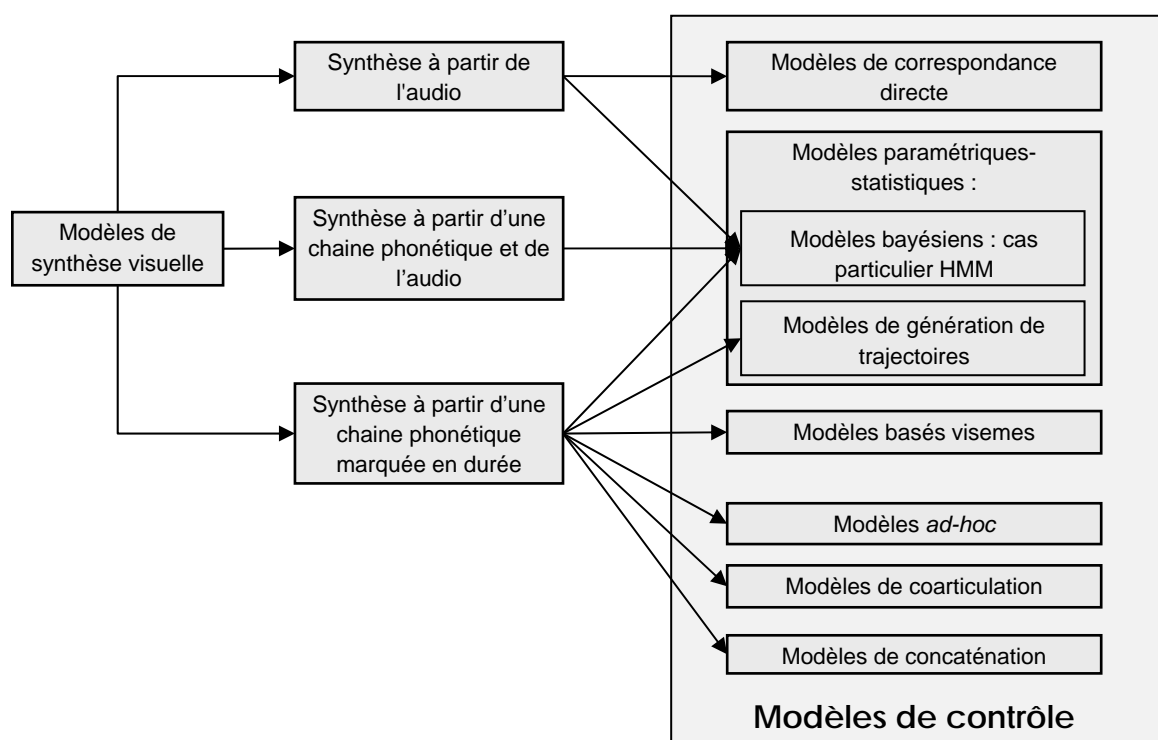 Modèles de
synthèse visuelle
Synthèse à partir de
l'audio
Synthèse à partir d’une
chaine phonétique et de
l’audio
Synthèse à partir d’une
chaine phonétique
marquée en durée
Modèles de correspondance
directe
Modèles paramétriques-
statistiques :
Modèles bayésiens : cas
particulier HMM
Modèles de génération de
trajectoires
Modèles basés visemes
Modèles ad-hoc
Modèles de coarticulation
Modèles de concaténation
Modèles de contrôle